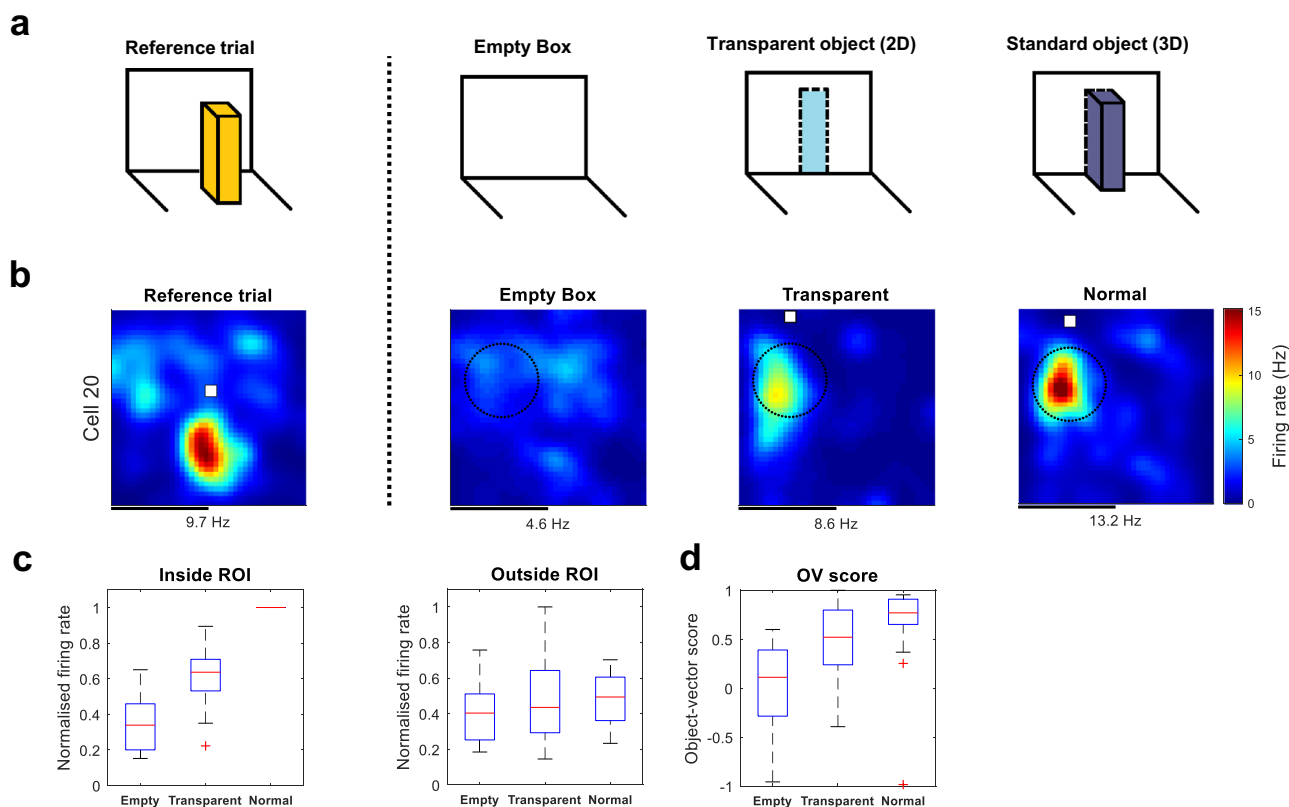 a
Reference trial
Empty Box
Transparent object (2D)
Standard object (3D)
b
Reference trial
Empty Box
Transparent
Normal
Cell 20
15
10
5
0
Firing rate (Hz)
9.7 Hz
4.6 Hz
8.6 Hz
13.2 Hz
c
Inside ROI
Normalised firing rate
1
0.8
0.6
0.4
0.2
0
Empty Transparent Normal
Outside ROI
Normalised firing rate
1
0.8
0.6
0.4
0.2
0
Empty Transparent Normal
d
OV score
Object-vector score
1
0.5
0
-0.5
-1
Empty Transparent Normal